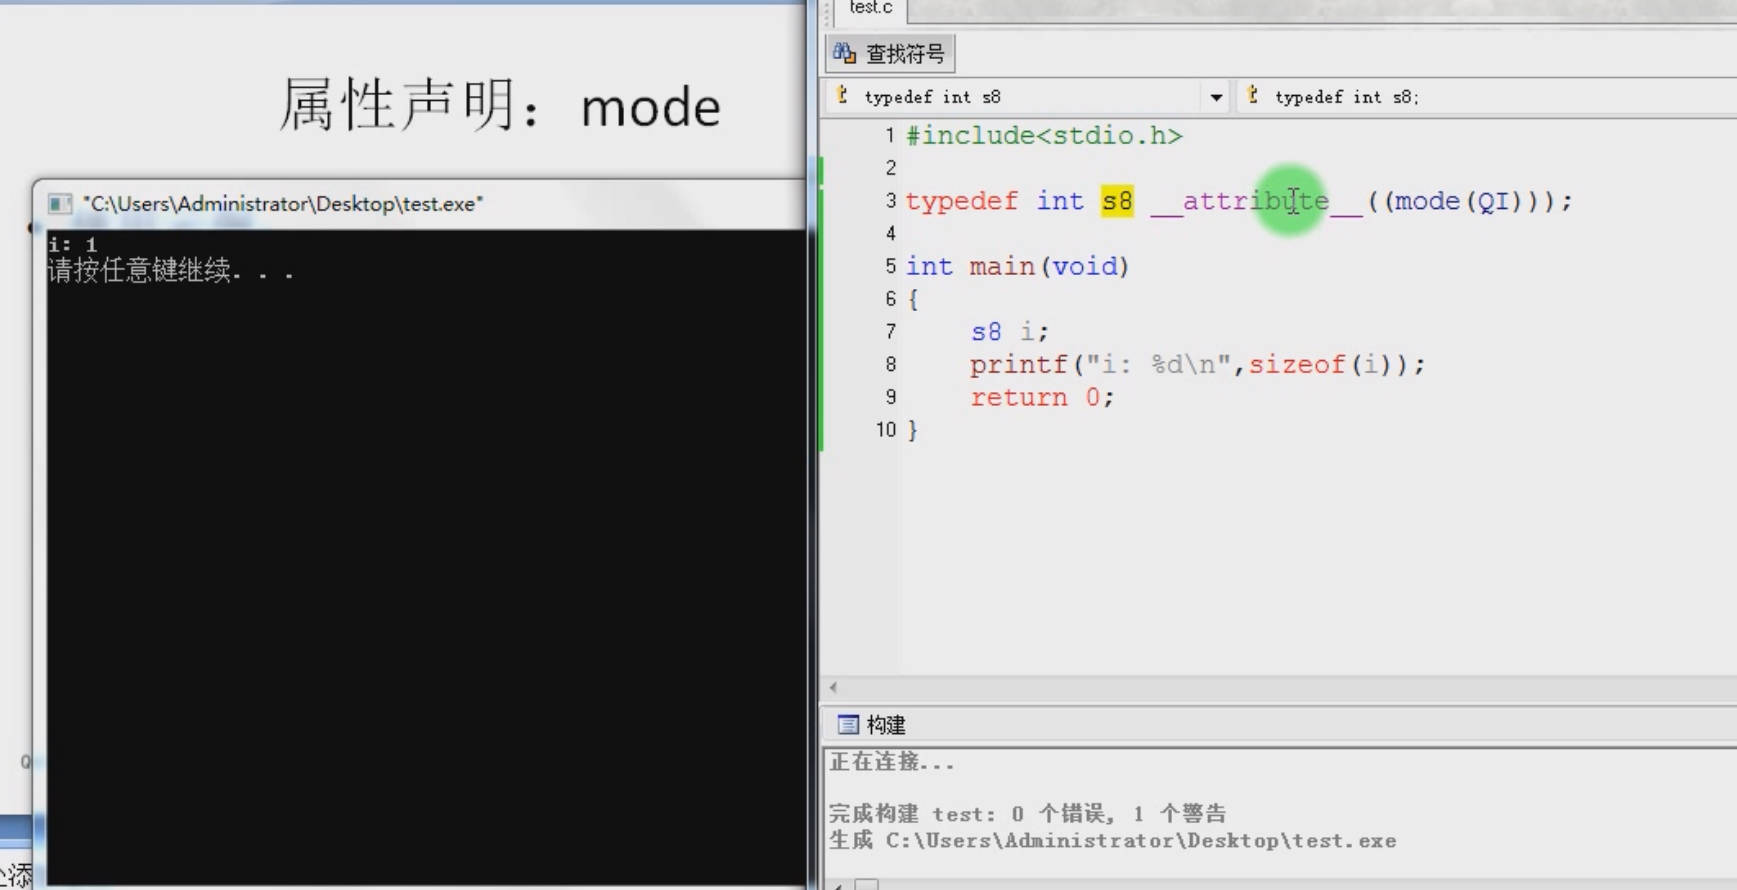 属性声明：mode
"C:\Users\Administrator\Desktop\test.exe"
i: 1
请按任意键继续. . .
test.c
查找符号
typedef int s8
typedef int s8;
1 #include<stdio.h>
2
3 typedef int s8 __attribute__((mode(QI)));
4
5 int main(void)
6 {
7 s8 i;
8 printf("i: %d\n",sizeof(i));
9 return 0;
10 }
构建
正在连接...
完成构建 test: 0 个错误, 1 个警告
生成 C:\Users\Administrator\Desktop\test.exe